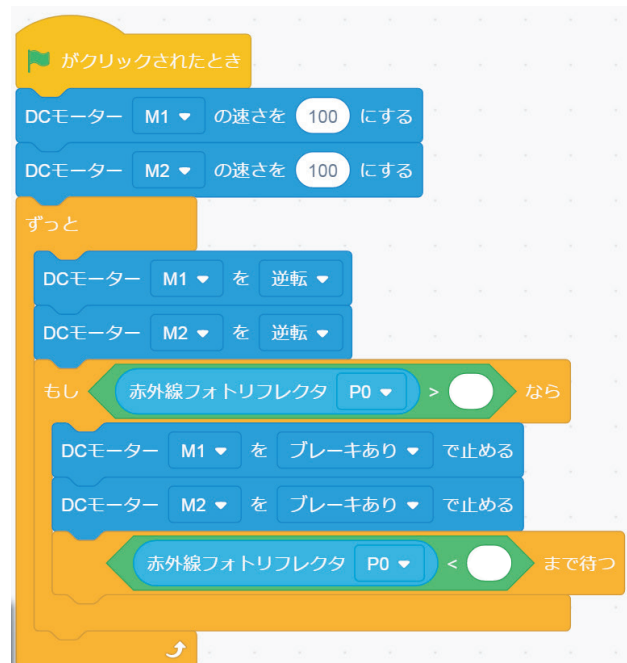 がクリックされたとき
DCモーター M1 の速さを 100 にする
DCモーター M2 の速さを 100 にする
ずっと
DCモーター M1 を 逆転
DCモーター M2 を 逆転
もし 赤外線フォトリフレクタ P0 > なら
DCモーター M1 を ブレーキあり で止める
DCモーター M2 を ブレーキあり で止める
赤外線フォトリフレクタ P0 < まで待つ